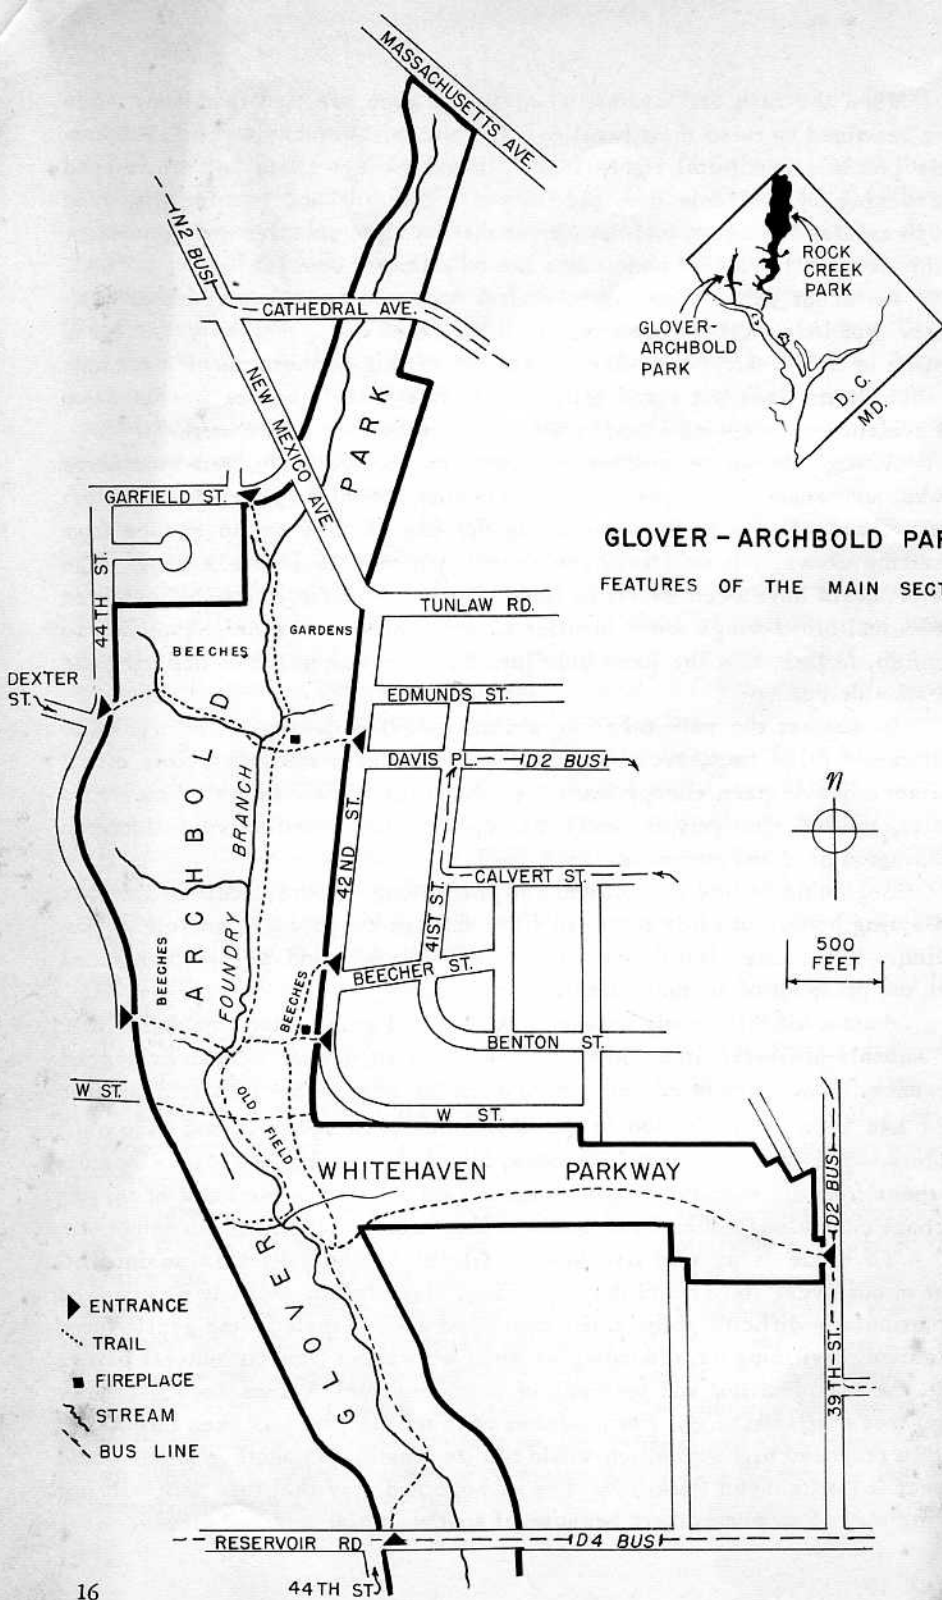 MASSACHUSETTS AVE.
N2 BUS
CATHEDRAL AVE.
ROCK
CREEK
PARK
GLOVER-
ARCHBOLD
PARK
D.C.
MD.
NEW MEXICO AVE.
PARK
GARFIELD ST.
44TH ST.
GLOVER - ARCHBOLD PAR
FEATURES OF THE MAIN SECT
TUNLAW RD.
GARDENS
BEECHES
DEXTER
ST.
EDMUNDS ST.
DAVIS PL.
D2 BUS
ARCHBOLD
FOUNDRY BRANCH
42ND ST.
n
CALVERT ST.
41ST ST.
500
FEET
BEECHES
BEECHES
BEECHER ST.
BENTON ST.
W ST.
OLD
FIELD
W ST.
WHITEHAVEN PARKWAY
D2 BUS
GLOVER -
39TH ST.
ENTRANCE
TRAIL
FIREPLACE
STREAM
BUS LINE
RESERVOIR RD.
D4 BUS
44TH ST.
16